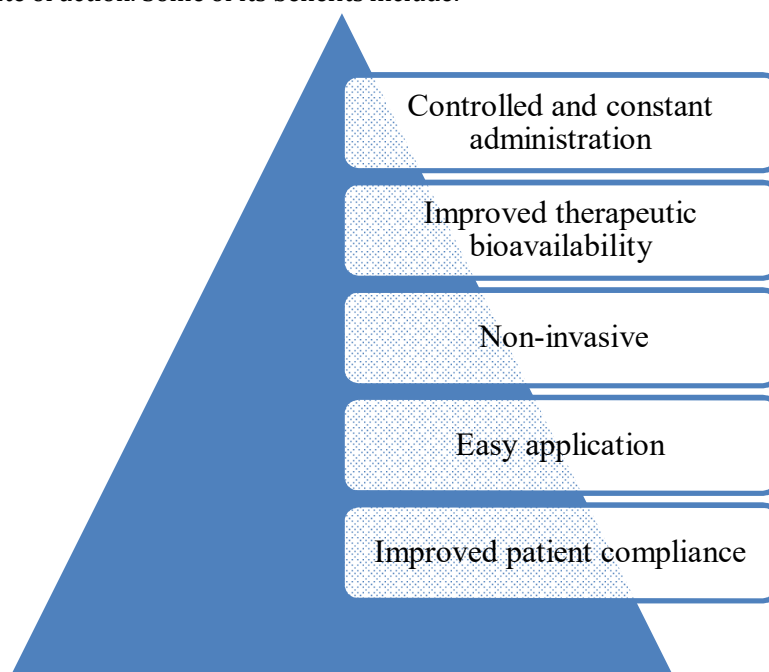 of action. Some of its benefits include:
Controlled and constant
administration
Improved therapeutic
bioavailability
Non-invasive
Easy application
Improved patient compliance